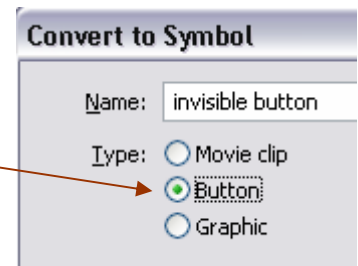 Convert to Symbol
Name: invisible button
Type: Movie clip
Button
Graphic